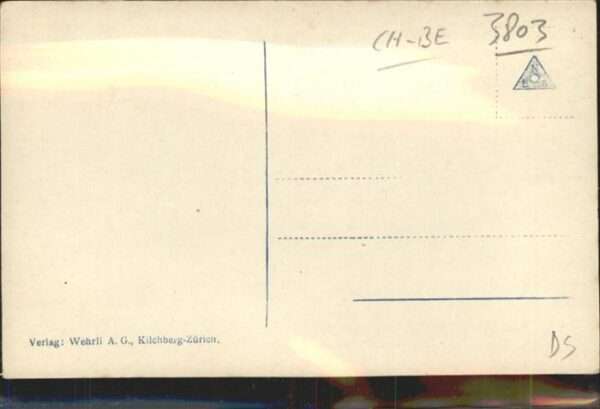 CH-BE 3803
Verlag: Wehrli A. G., Kilchberg-Zürich.
DS